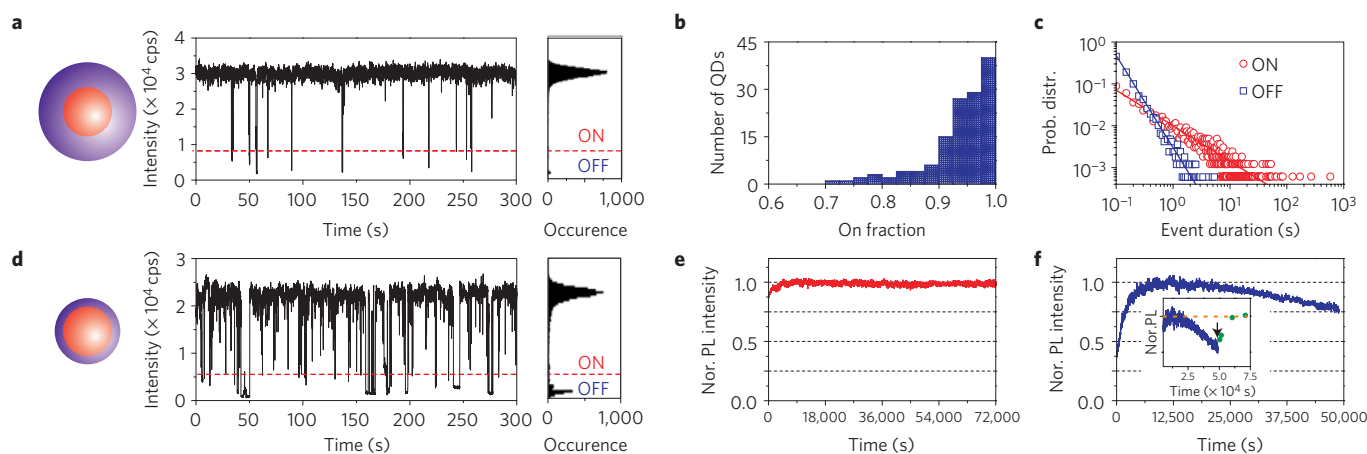 a
Intensity (× 10⁴ cps)
4
3
2
1
0
ON
OFF
0 50 100 150 200 250 300
Time (s)
0 1,000
Occurence
b
Number of QDs
45
30
15
0
0.6 0.7 0.8 0.9 1.0
On fraction
c
Prob. distr.
10⁰
10⁻¹
10⁻²
10⁻³
ON
OFF
10⁻¹ 10⁰ 10¹ 10² 10³
Event duration (s)
d
Intensity (× 10⁴ cps)
3
2
1
0
ON
OFF
0 50 100 150 200 250 300
Time (s)
0 1,000
Occurence
e
Nor. PL intensity
1.0
0.5
0.0
0 18,000 36,000 54,000 72,000
Time (s)
f
Nor. PL intensity
1.0
0.5
0.0
Nor.PL
2.5 5.0 7.5
Time (×10⁴ s)
0 12,500 25,000 37,500 50,000
Time (s)